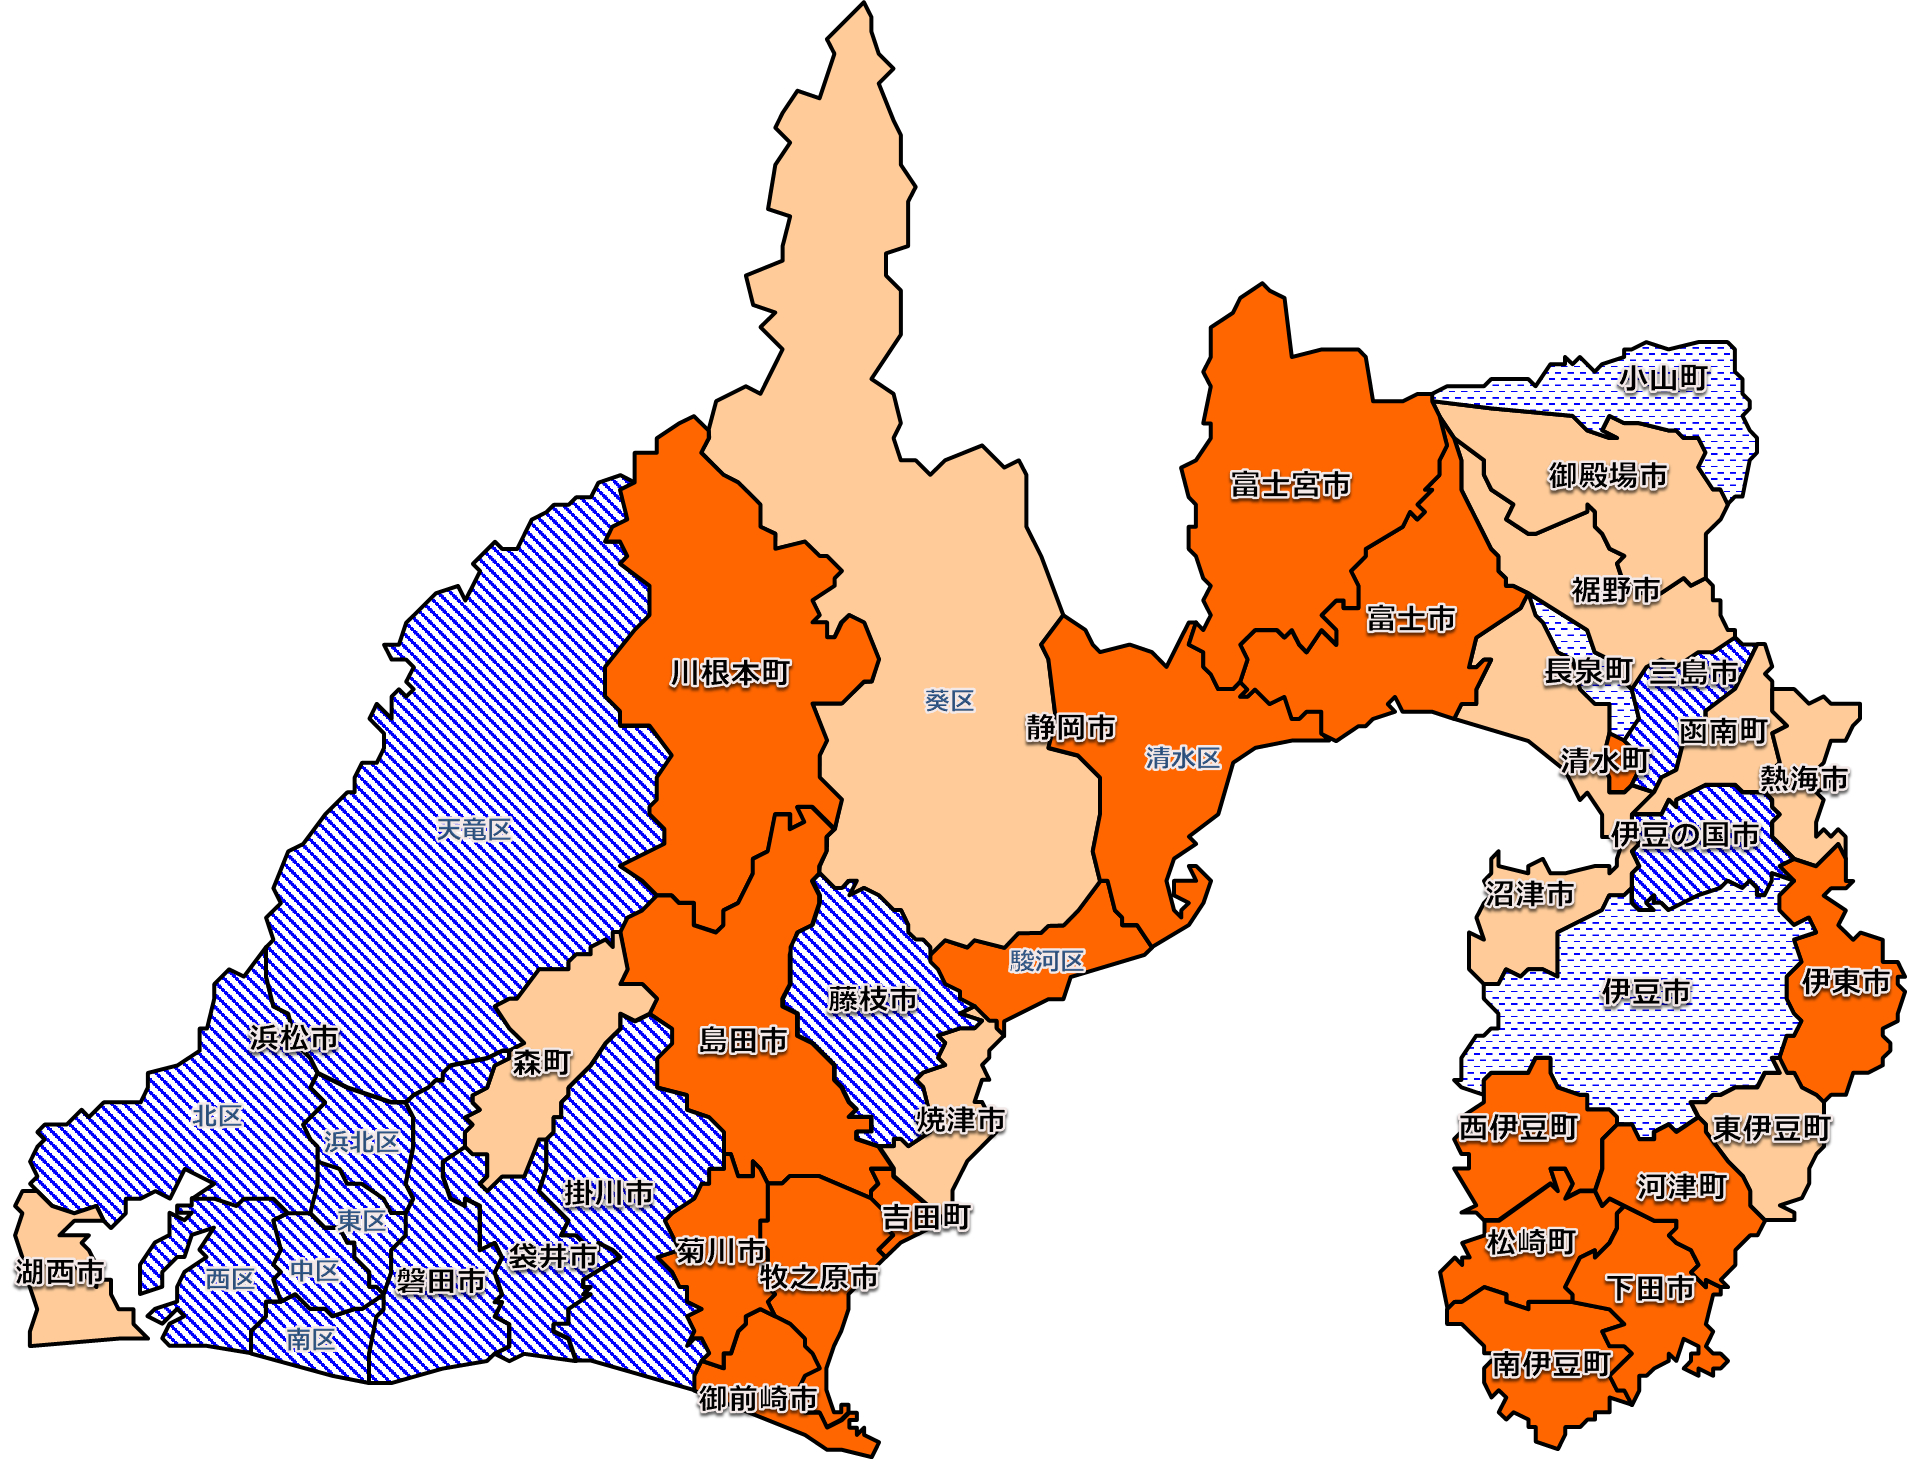 小山町
御殿場市
富士宮市
裾野市
富士市
川根本町
長泉町
三島市
葵区
静岡市
函南町
清水区
清水町
熱海市
天竜区
伊豆の国市
沼津市
駿河区
伊東市
伊豆市
藤枝市
浜松市
島田市
森町
北区
焼津市
西伊豆町
東伊豆町
浜北区
掛川市
河津町
東区
吉田町
松崎町
菊川市
袋井市
湖西市
西区
中区
磐田市
牧之原市
下田市
南区
南伊豆町
御前崎市